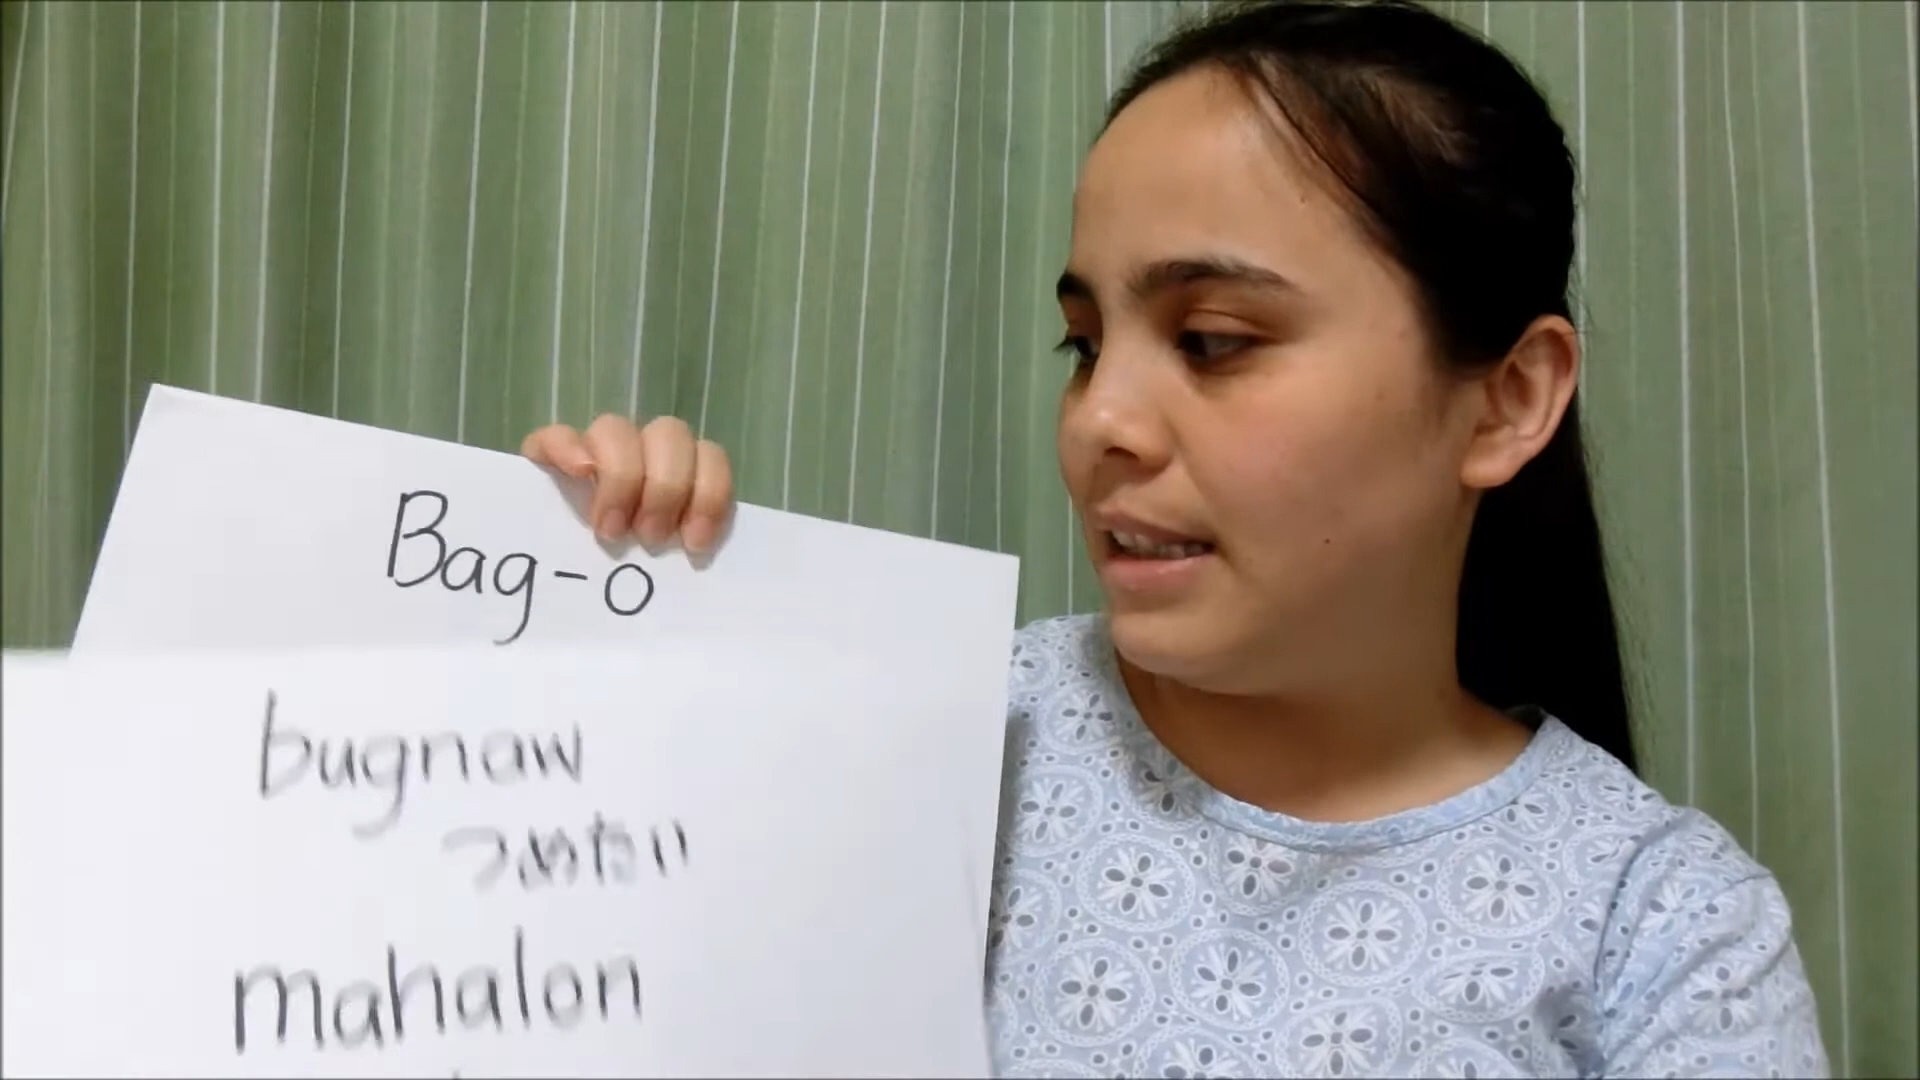 Bag-o
bugnaw
つめたい
mahalon